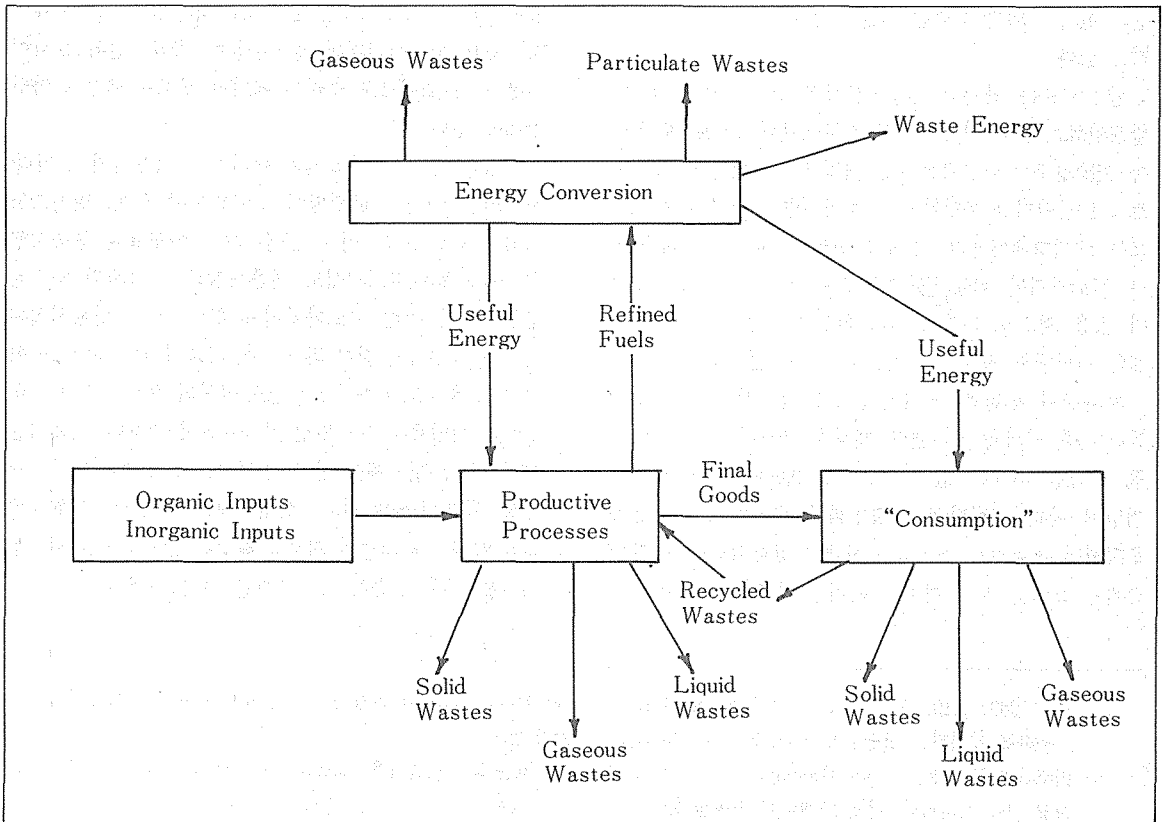 Gaseous Wastes
Particulate Wastes
Waste Energy
Energy Conversion
Useful
Energy
Refined
Fuels
Useful
Energy
Organic Inputs
Inorganic Inputs
Productive
Processes
Final
Goods
“Consumption”
Recycled
Wastes
Solid
Wastes
Gaseous
Wastes
Liquid
Wastes
Solid
Wastes
Liquid
Wastes
Gaseous
Wastes